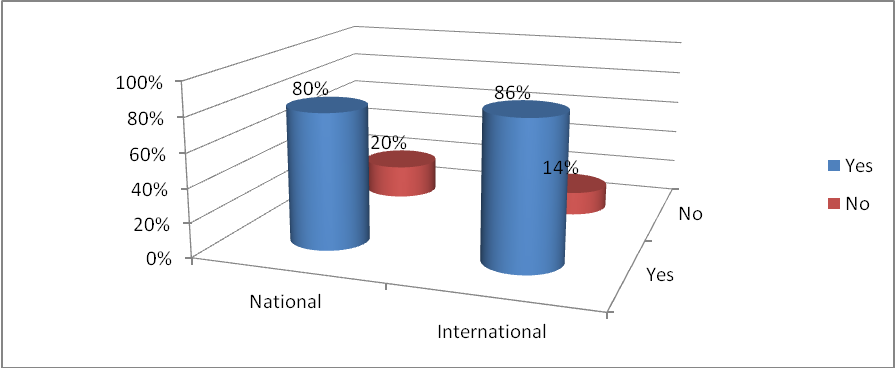 100%
80%
60%
40%
20%
0%
80%
20%
86%
14%
National
International
No
Yes
Yes
No